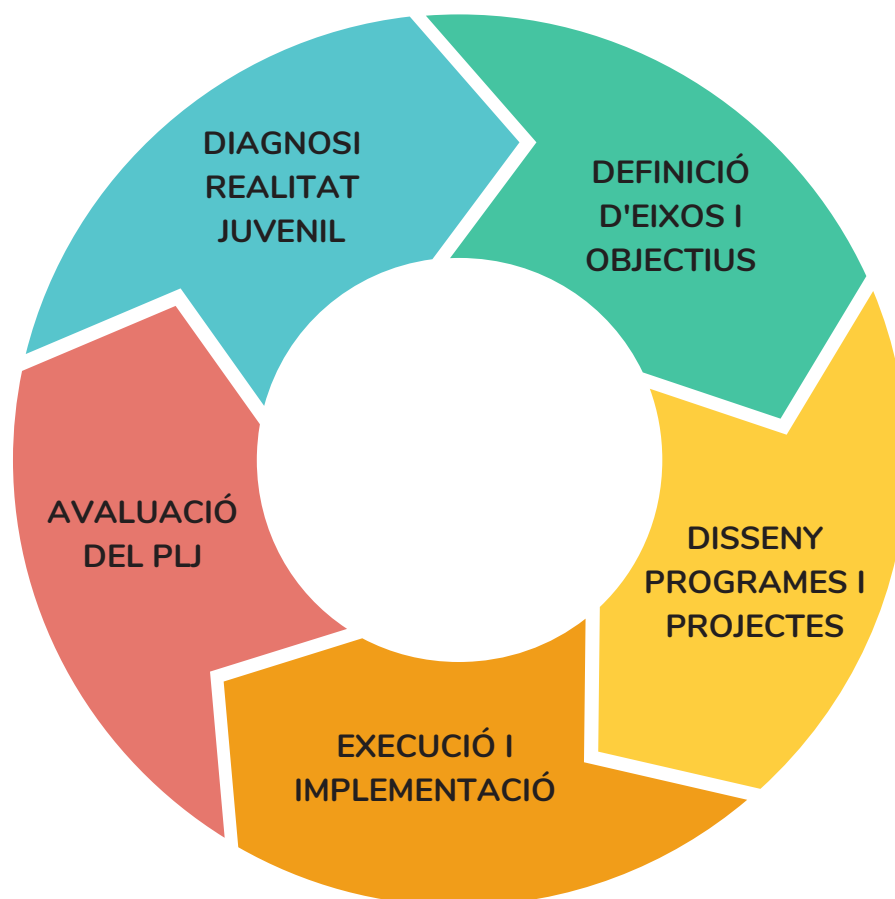 DIAGNOSI
REALITAT
JUVENIL
DEFINICIÓ
D'EIXOS I
OBJECTIUS
DISSENY
PROGRAMES I
PROJECTES
EXECUCIÓ I
IMPLEMENTACIÓ
AVALUACIÓ
DEL PLJ